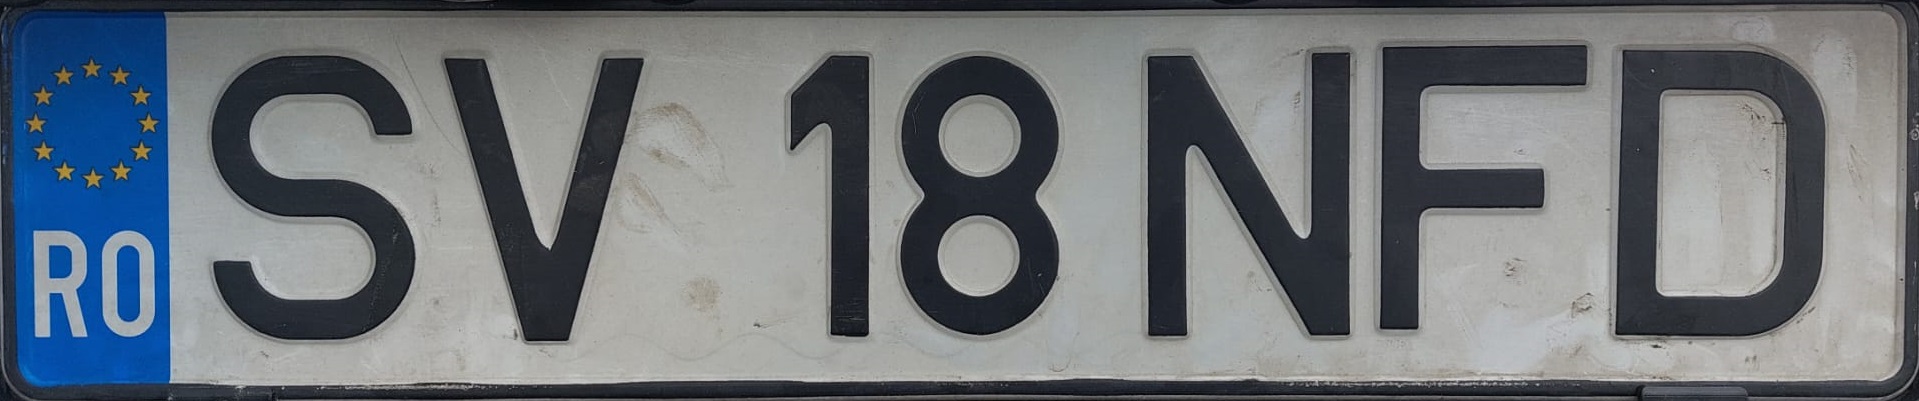 RO SV 18 NFD